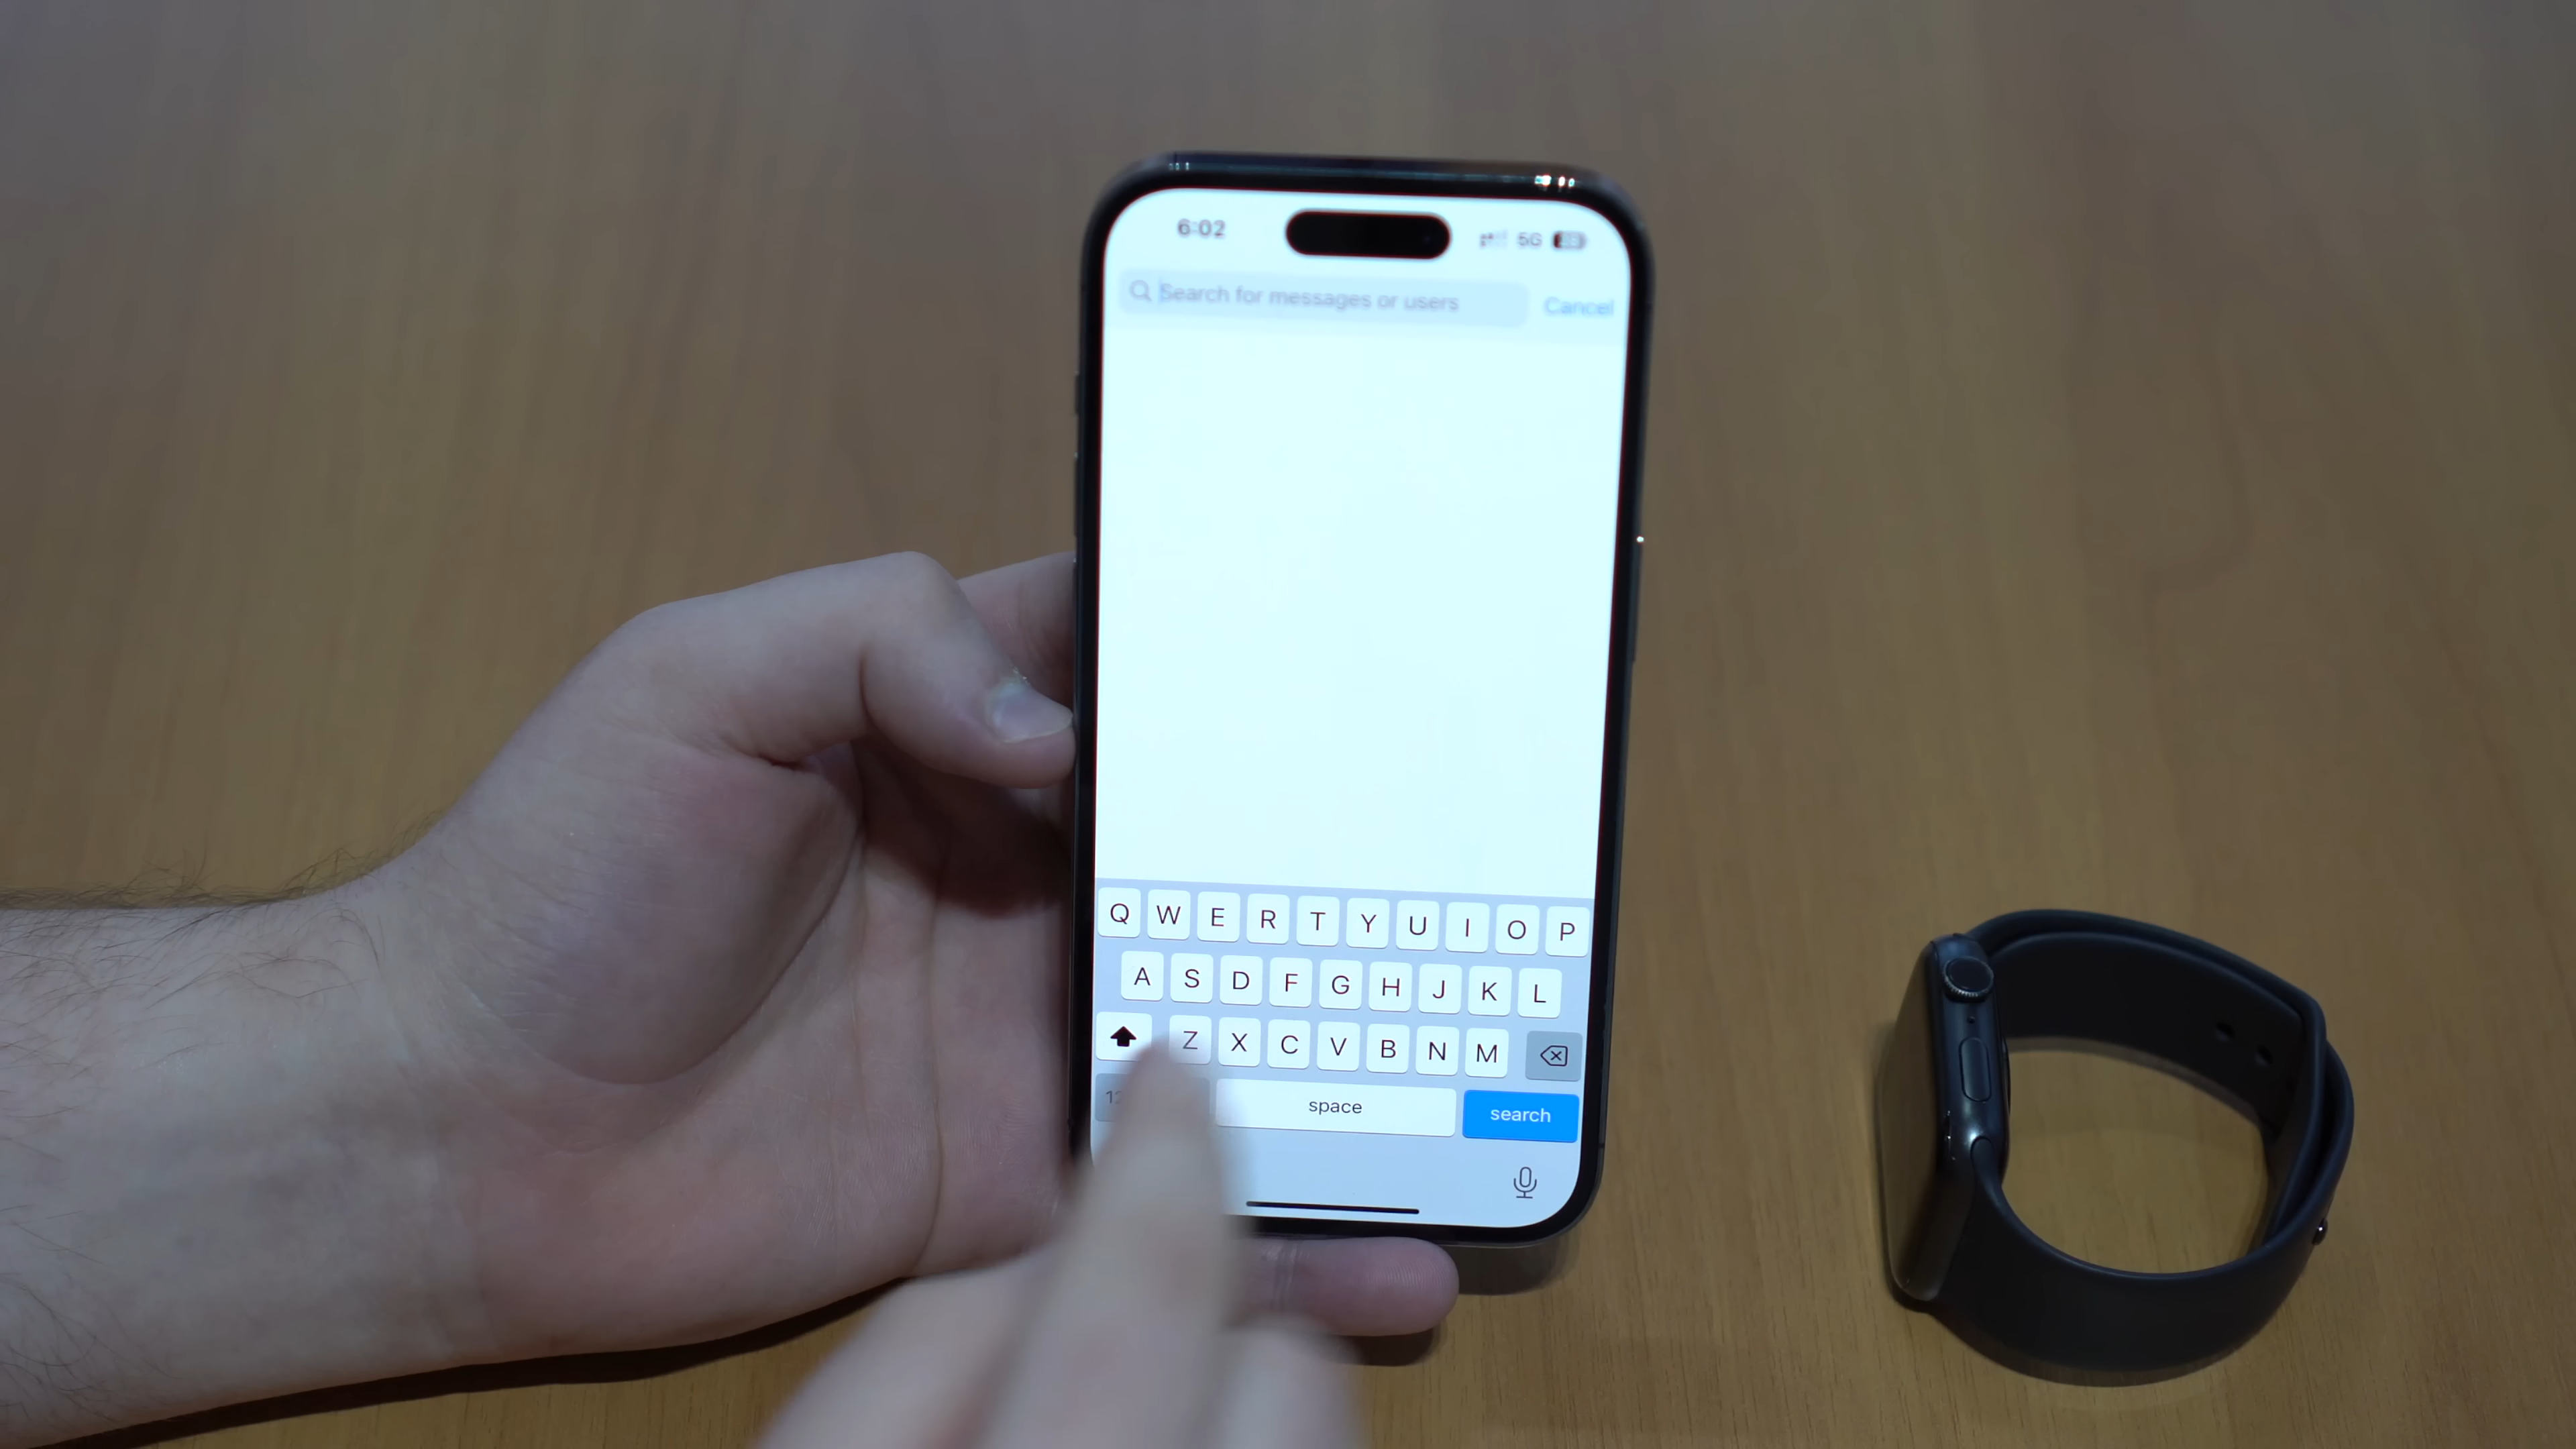 6:02 5G
Search for messages or users Cancel
Q W E R T Y U I O P
A S D F G H J K L
Z X C V B N M
space search